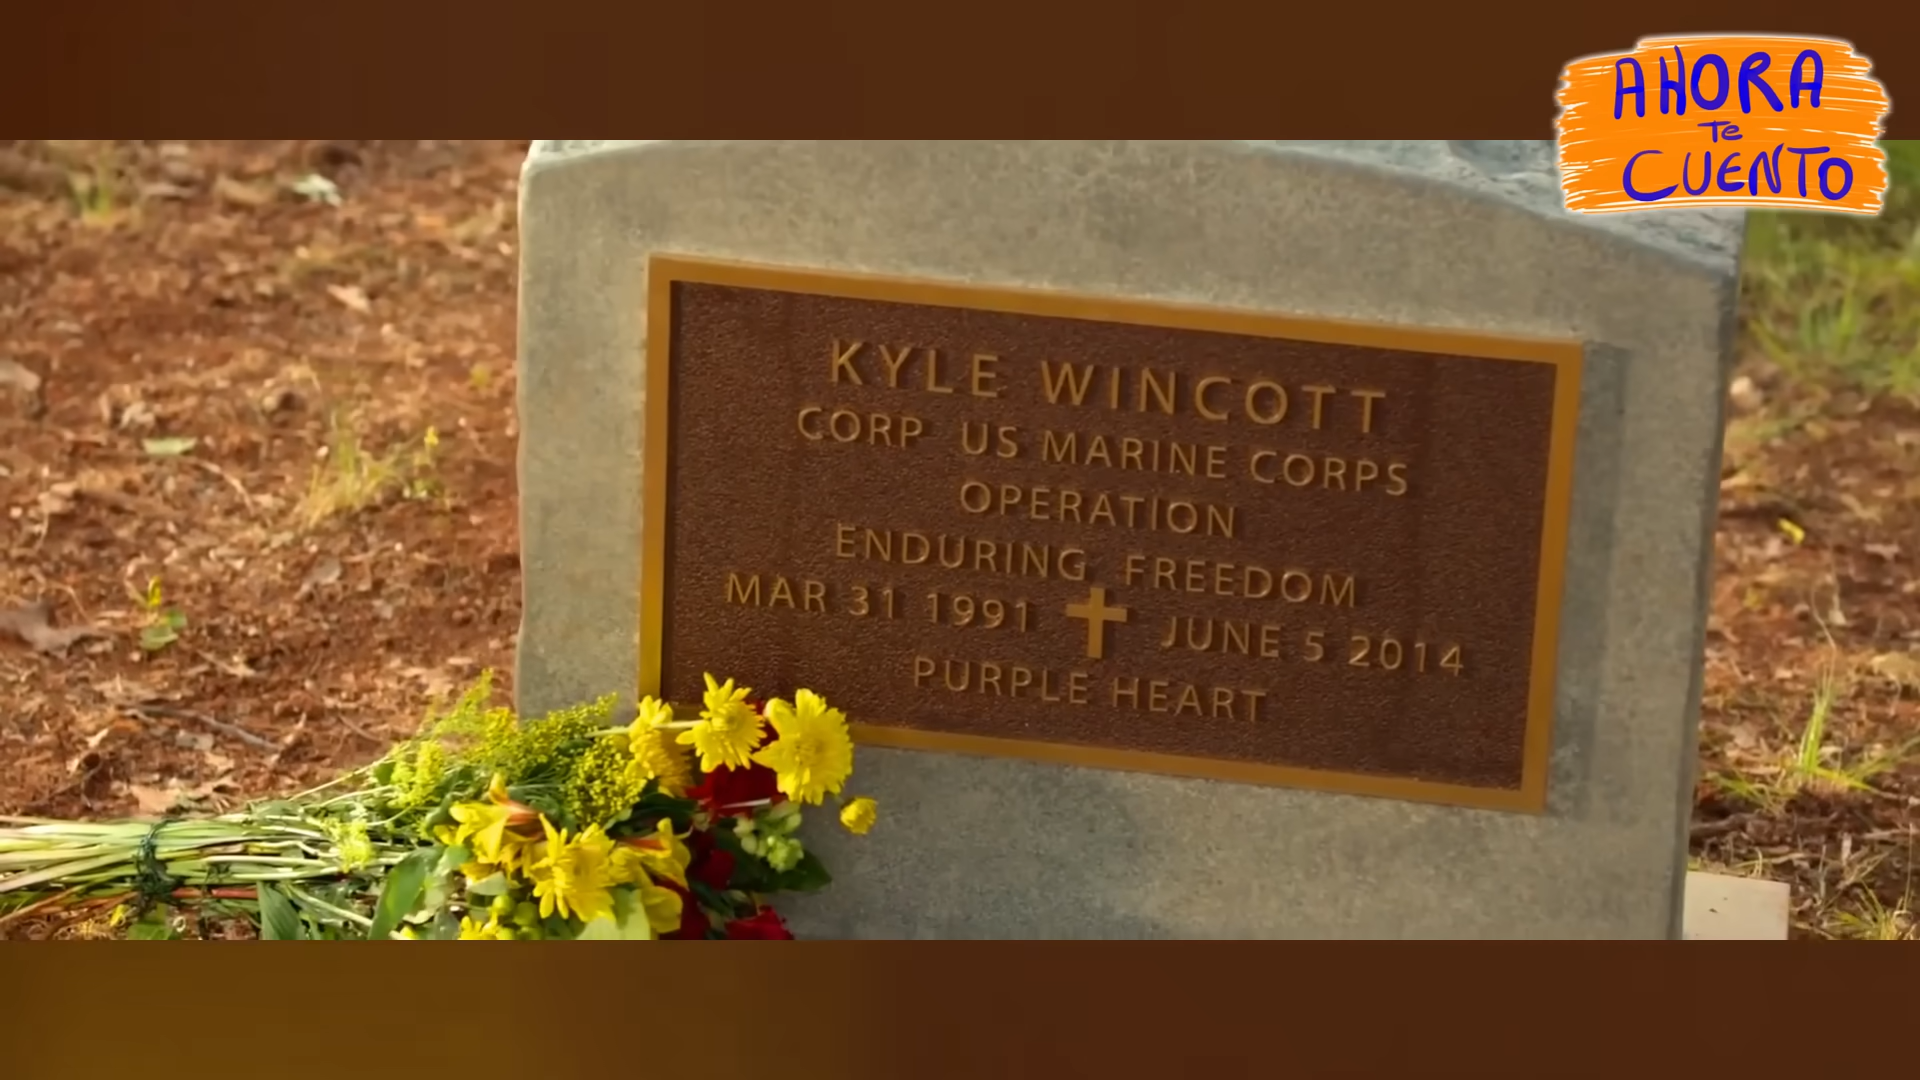 AHORA
Te
CUENTO
KYLE WINCOTT
CORP US MARINE CORPS
OPERATION
ENDURING FREEDOM
MAR 31 1991 JUNE 5 2014
PURPLE HEART